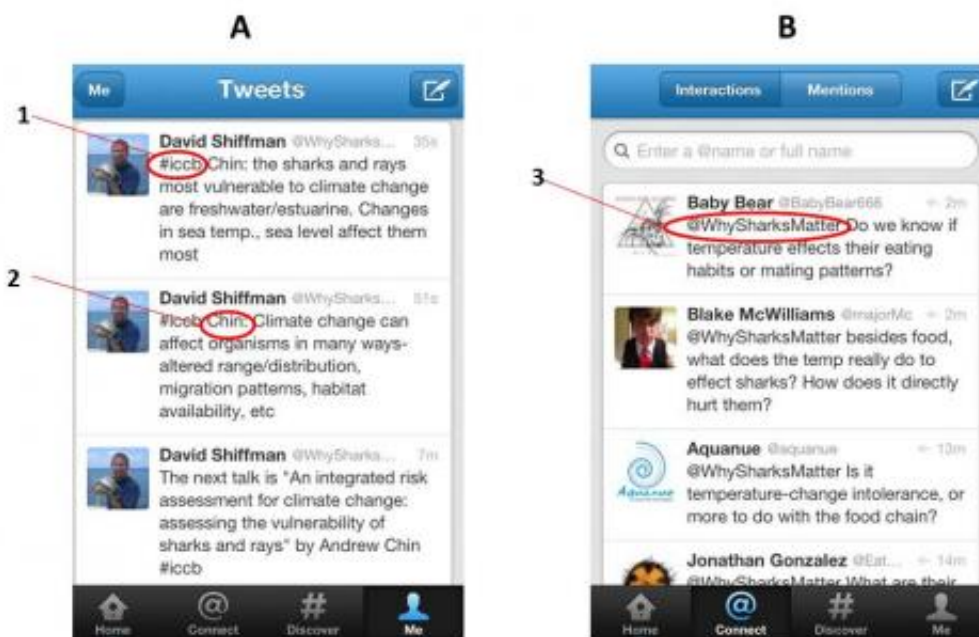 A
Me
Tweets
1
David Shiffman @WhySharks... 35s
#iccb Chin: the sharks and rays
most vulnerable to climate change
are freshwater/estuarine. Changes
in sea temp., sea level affect them
most
2
David Shiffman @WhySharks... 51s
#iccb Chin: Climate change can
affect organisms in many ways-
altered range/distribution,
migration patterns, habitat
availability, etc
David Shiffman @WhySharks... 7m
The next talk is "An integrated risk
assessment for climate change:
assessing the vulnerability of
sharks and rays" by Andrew Chin
#iccb
Home Connect Discover Me
B
Interactions Mentions
Enter a @name or full name
3
Baby Bear @BabyBear666 2m
@WhySharksMatter Do we know if
temperature effects their eating
habits or mating patterns?
Blake McWilliams @majorMc 2m
@WhySharksMatter besides food,
what does the temp really do to
effect sharks? How does it directly
hurt them?
Aquanue @aquanue 13m
Aquanue
@WhySharksMatter Is it
temperature-change intolerance, or
more to do with the food chain?
Jonathan Gonzalez @Eat... 14m
@WhySharksMatter What are their
Home Connect Discover Me